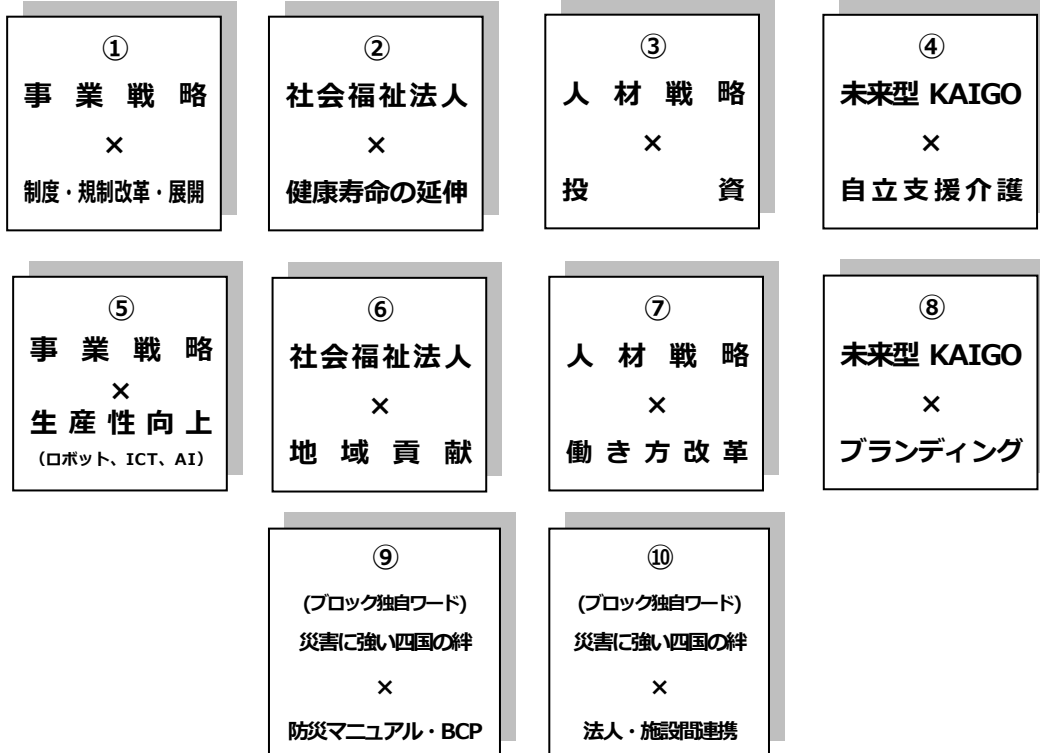 ①
事業戦略
×
制度・規制改革・展開
②
社会福祉法人
×
健康寿命の延伸
③
人材戦略
×
投資
④
未来型 KAIGO
×
自立支援介護
⑤
事業戦略
×
生産性向上
(ロボット、ICT、AI)
⑥
社会福祉法人
×
地域貢献
⑦
人材戦略
×
働き方改革
⑧
未来型 KAIGO
×
ブランディング
⑨
(ブロック独自ワード)
災害に強い四国の絆
×
防災マニュアル・BCP
⑩
(ブロック独自ワード)
災害に強い四国の絆
×
法人・施設間連携